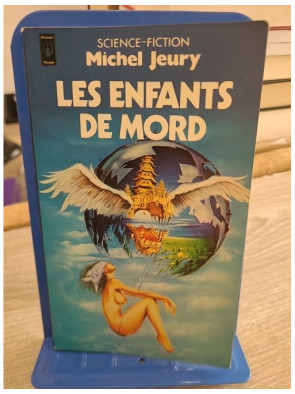 SCIENCE-FICTION
Michel Jeury
LES ENFANTS
DE MORD